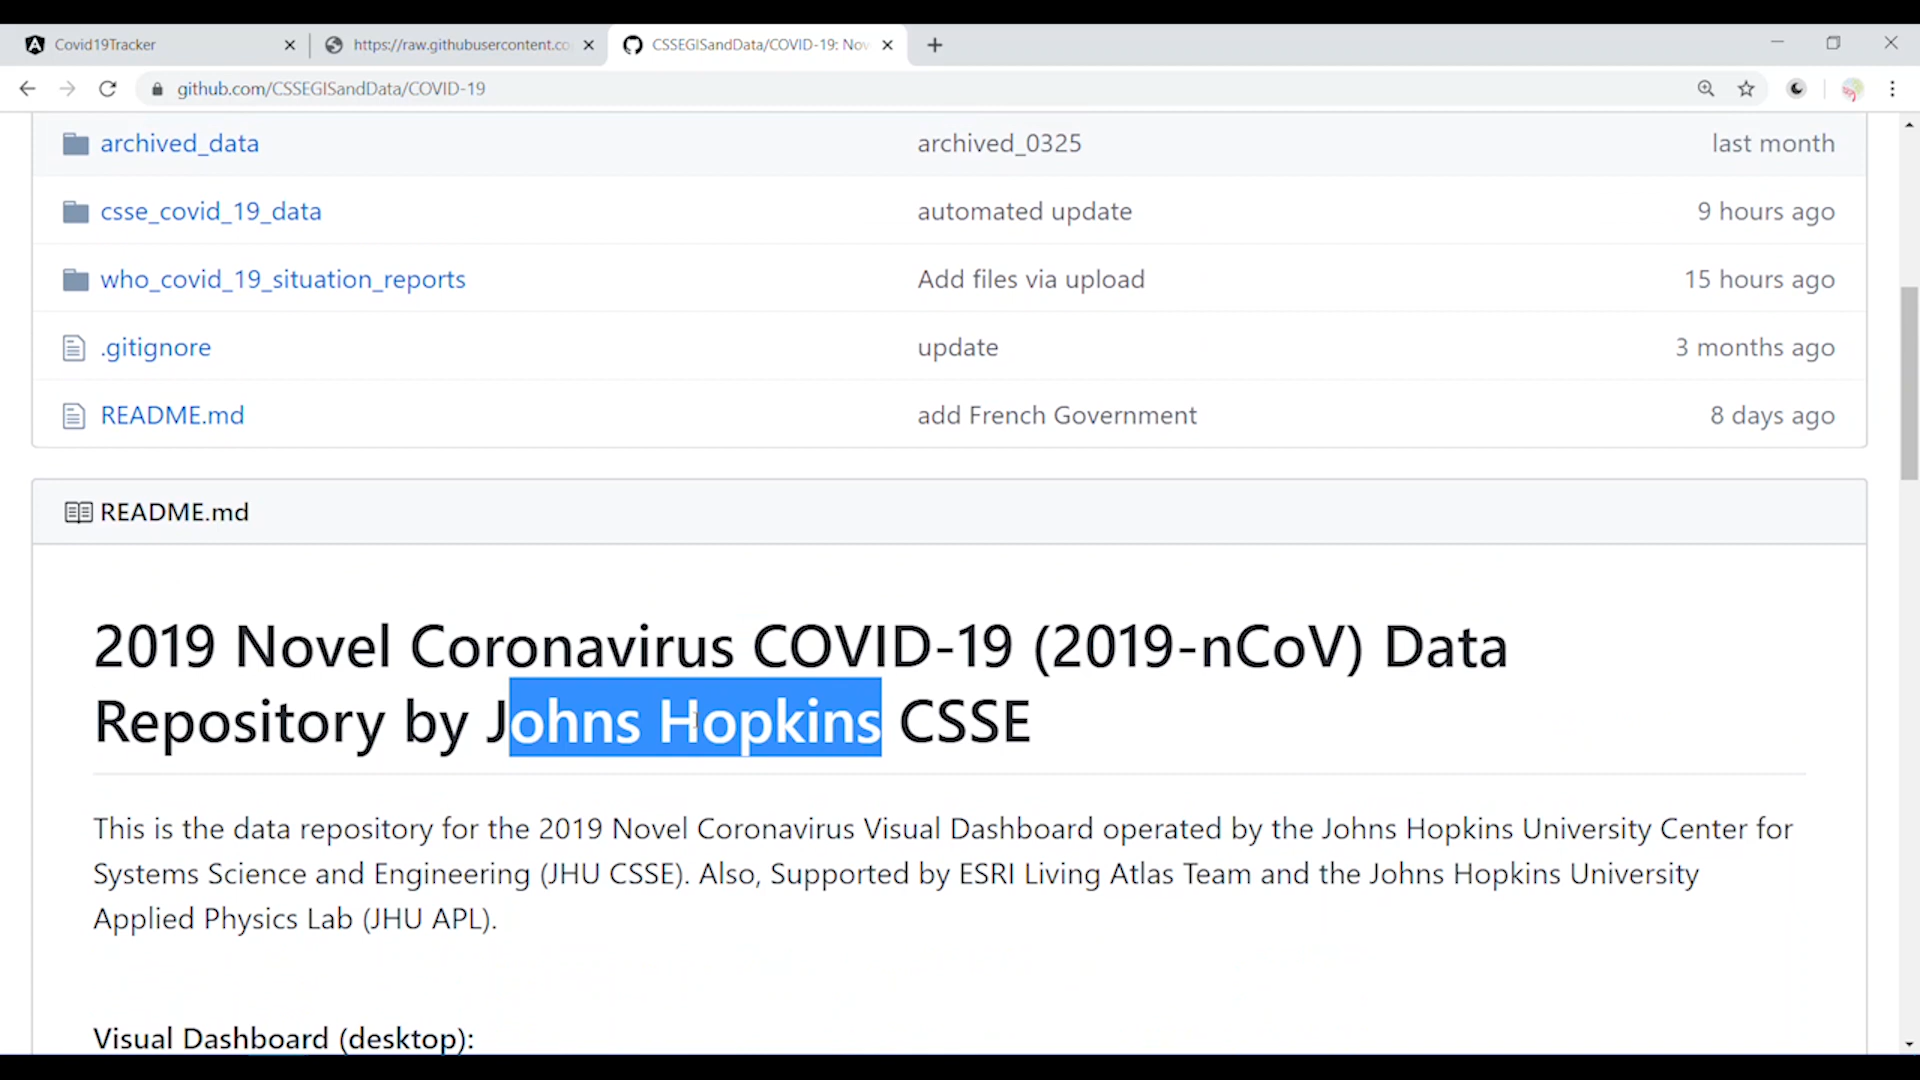 Covid19Tracker
https://raw.githubusercontent.co
CSSEGISandData/COVID-19: Nov
github.com/CSSEGISandData/COVID-19
archived_data archived_0325 last month
csse_covid_19_data automated update 9 hours ago
who_covid_19_situation_reports Add files via upload 15 hours ago
.gitignore update 3 months ago
README.md add French Government 8 days ago
README.md
2019 Novel Coronavirus COVID-19 (2019-nCoV) Data
Repository by Johns Hopkins CSSE
This is the data repository for the 2019 Novel Coronavirus Visual Dashboard operated by the Johns Hopkins University Center for
Systems Science and Engineering (JHU CSSE). Also, Supported by ESRI Living Atlas Team and the Johns Hopkins University
Applied Physics Lab (JHU APL).
Visual Dashboard (desktop):